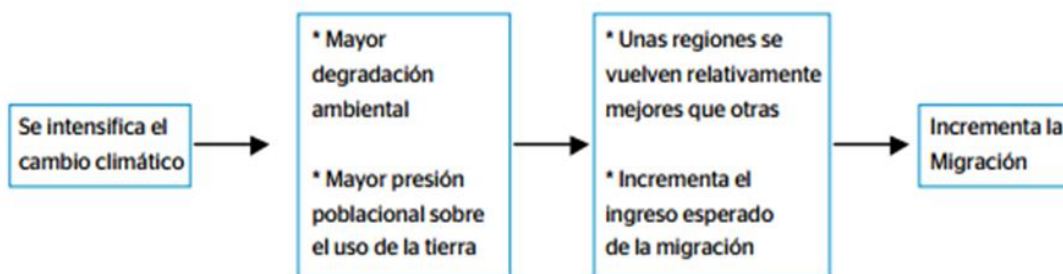 Se intensifica el
cambio climático
* Mayor
degradación
ambiental
* Mayor presión
poblacional sobre
el uso de la tierra
* Unas regiones se
vuelven relativamente
mejores que otras
* Incrementa el
ingreso esperado
de la migración
Incrementa la
Migración